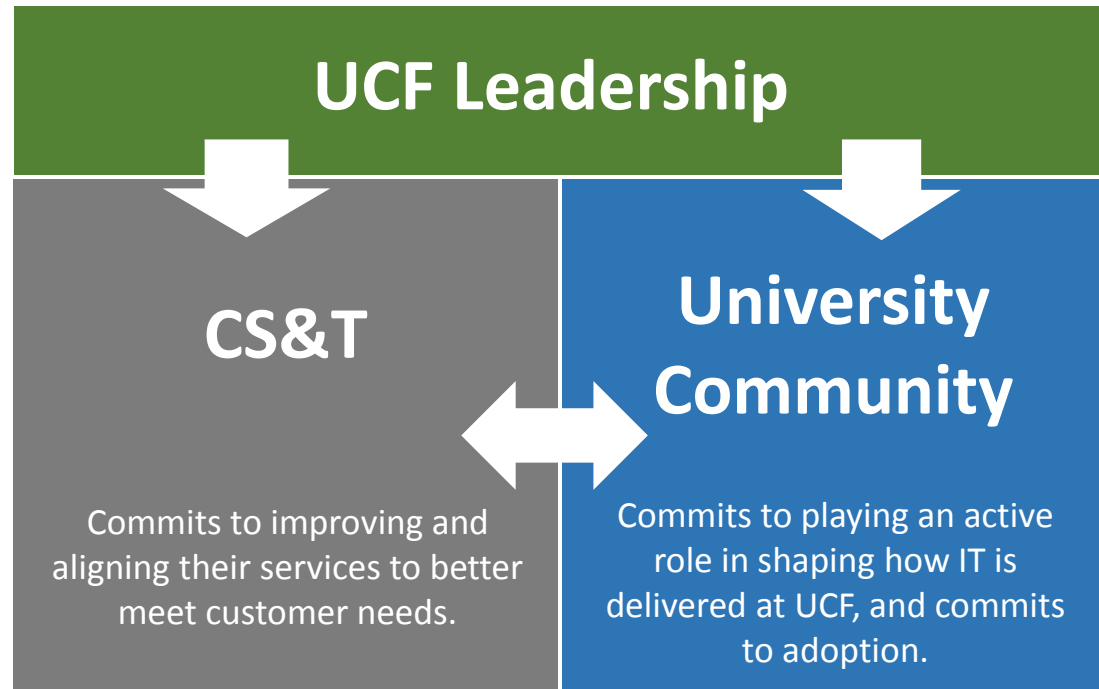 UCF Leadership
CS&T
Commits to improving and
aligning their services to better
meet customer needs.
University
Community
Commits to playing an active
role in shaping how IT is
delivered at UCF, and commits
to adoption.